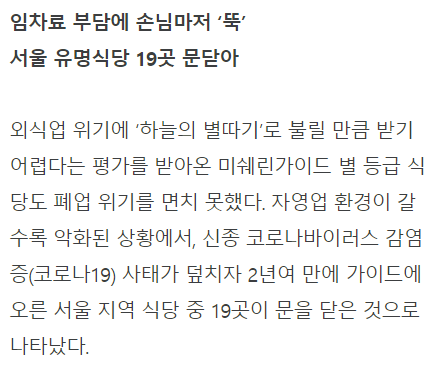 임차료 부담에 손님마저 ‘뚝’
서울 유명식당 19곳 문닫아
외식업 위기에 ‘하늘의 별따기’로 불릴 만큼 받기
어렵다는 평가를 받아온 미쉐린가이드 별 등급 식
당도 폐업 위기를 면치 못했다. 자영업 환경이 갈
수록 악화된 상황에서, 신종 코로나바이러스 감염
증(코로나19) 사태가 덮치자 2년여 만에 가이드에
오른 서울 지역 식당 중 19곳이 문을 닫은 것으로
나타났다.